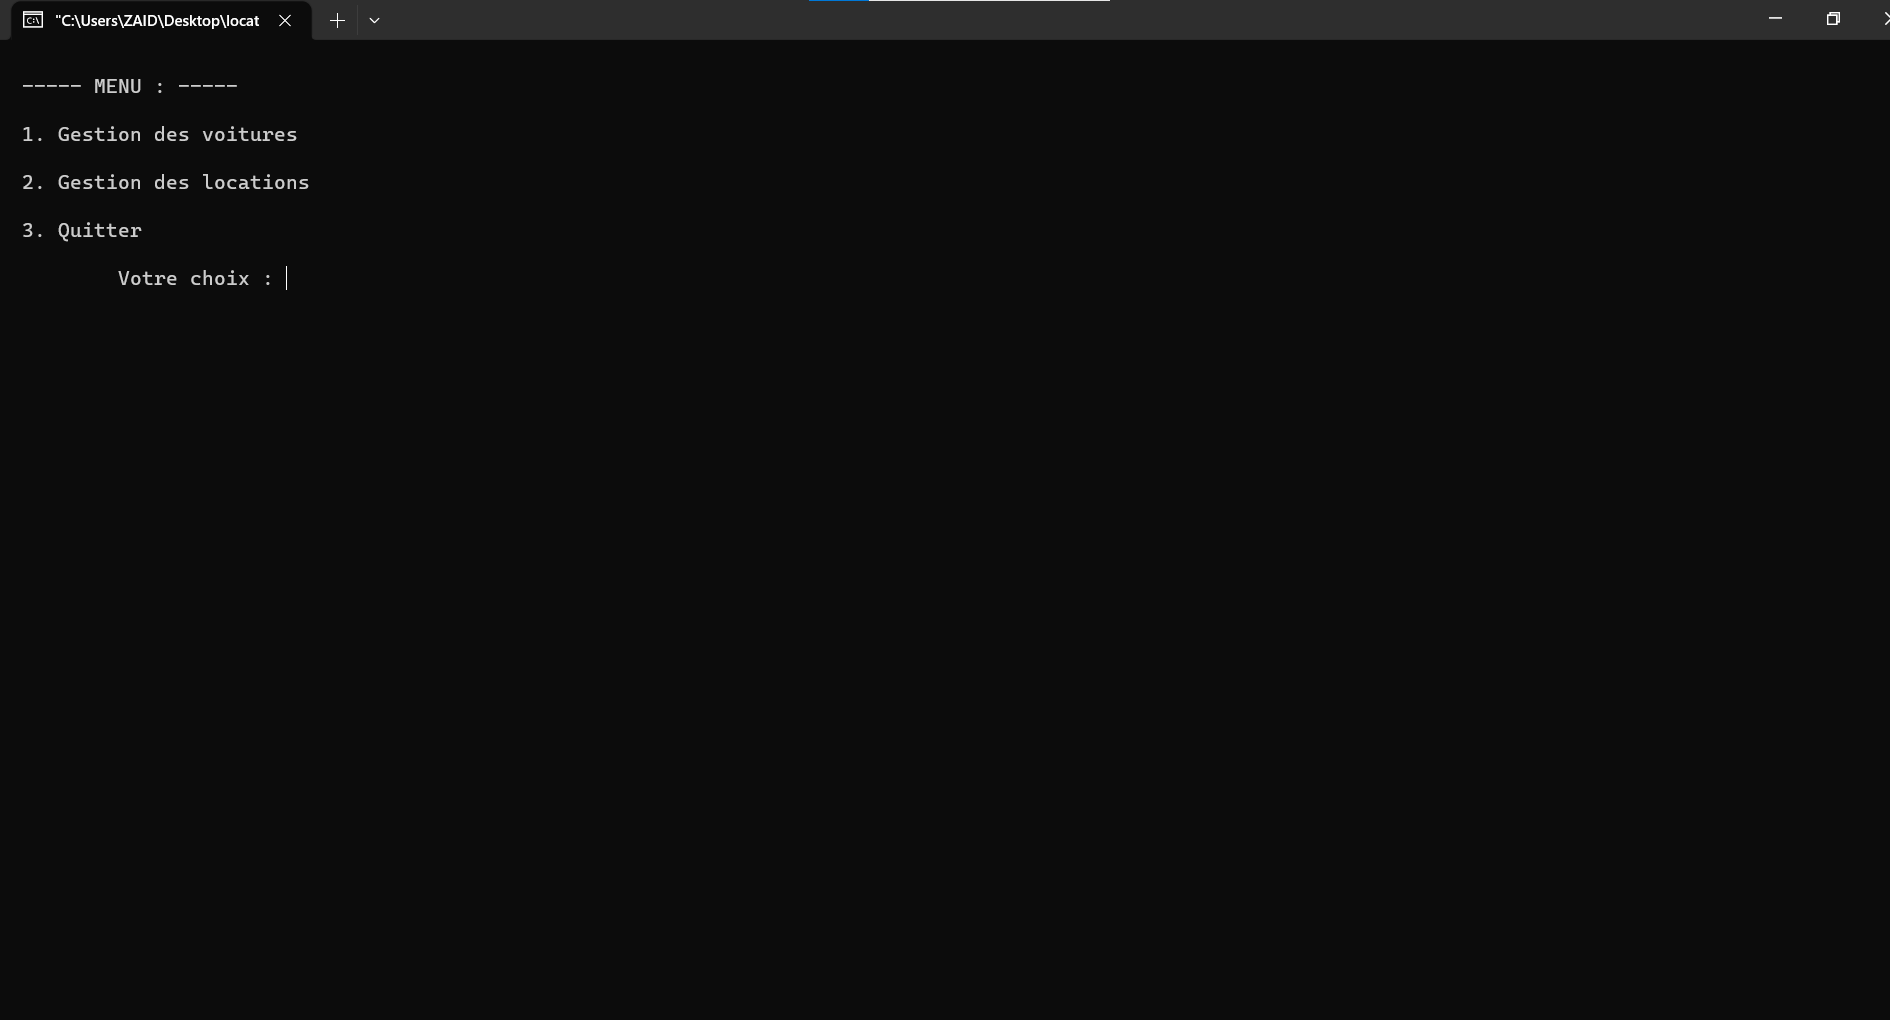 "C:\Users\ZAID\Desktop\locat
----- MENU : -----
1. Gestion des voitures
2. Gestion des locations
3. Quitter
Votre choix :